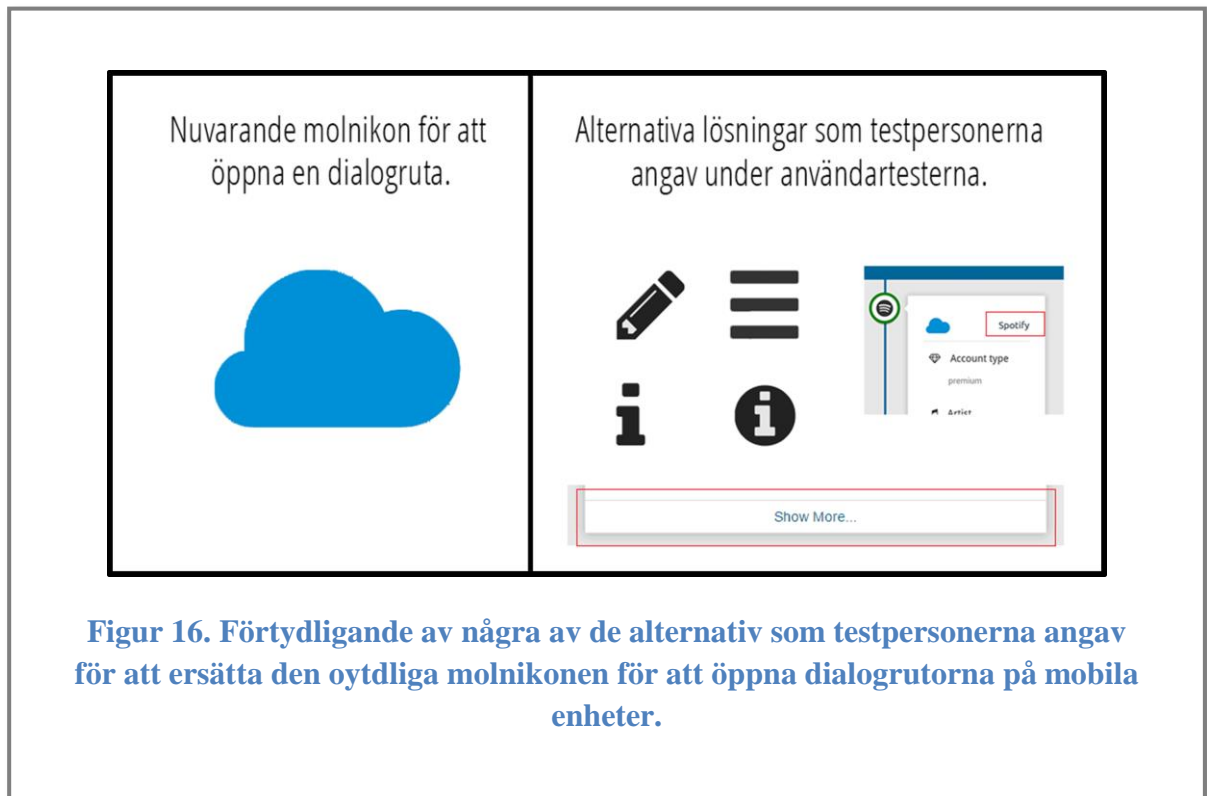 Nuvarande molnikon för att
öppna en dialogruta.
Alternativa lösningar som testpersonerna
angav under användartesterna.
Spotify
Account type
premium
Artist
Show More...
Figur 16. Förtydligande av några av de alternativ som testpersonerna angav
för att ersätta den oytdliga molnikonen för att öppna dialogrutorna på mobila
enheter.